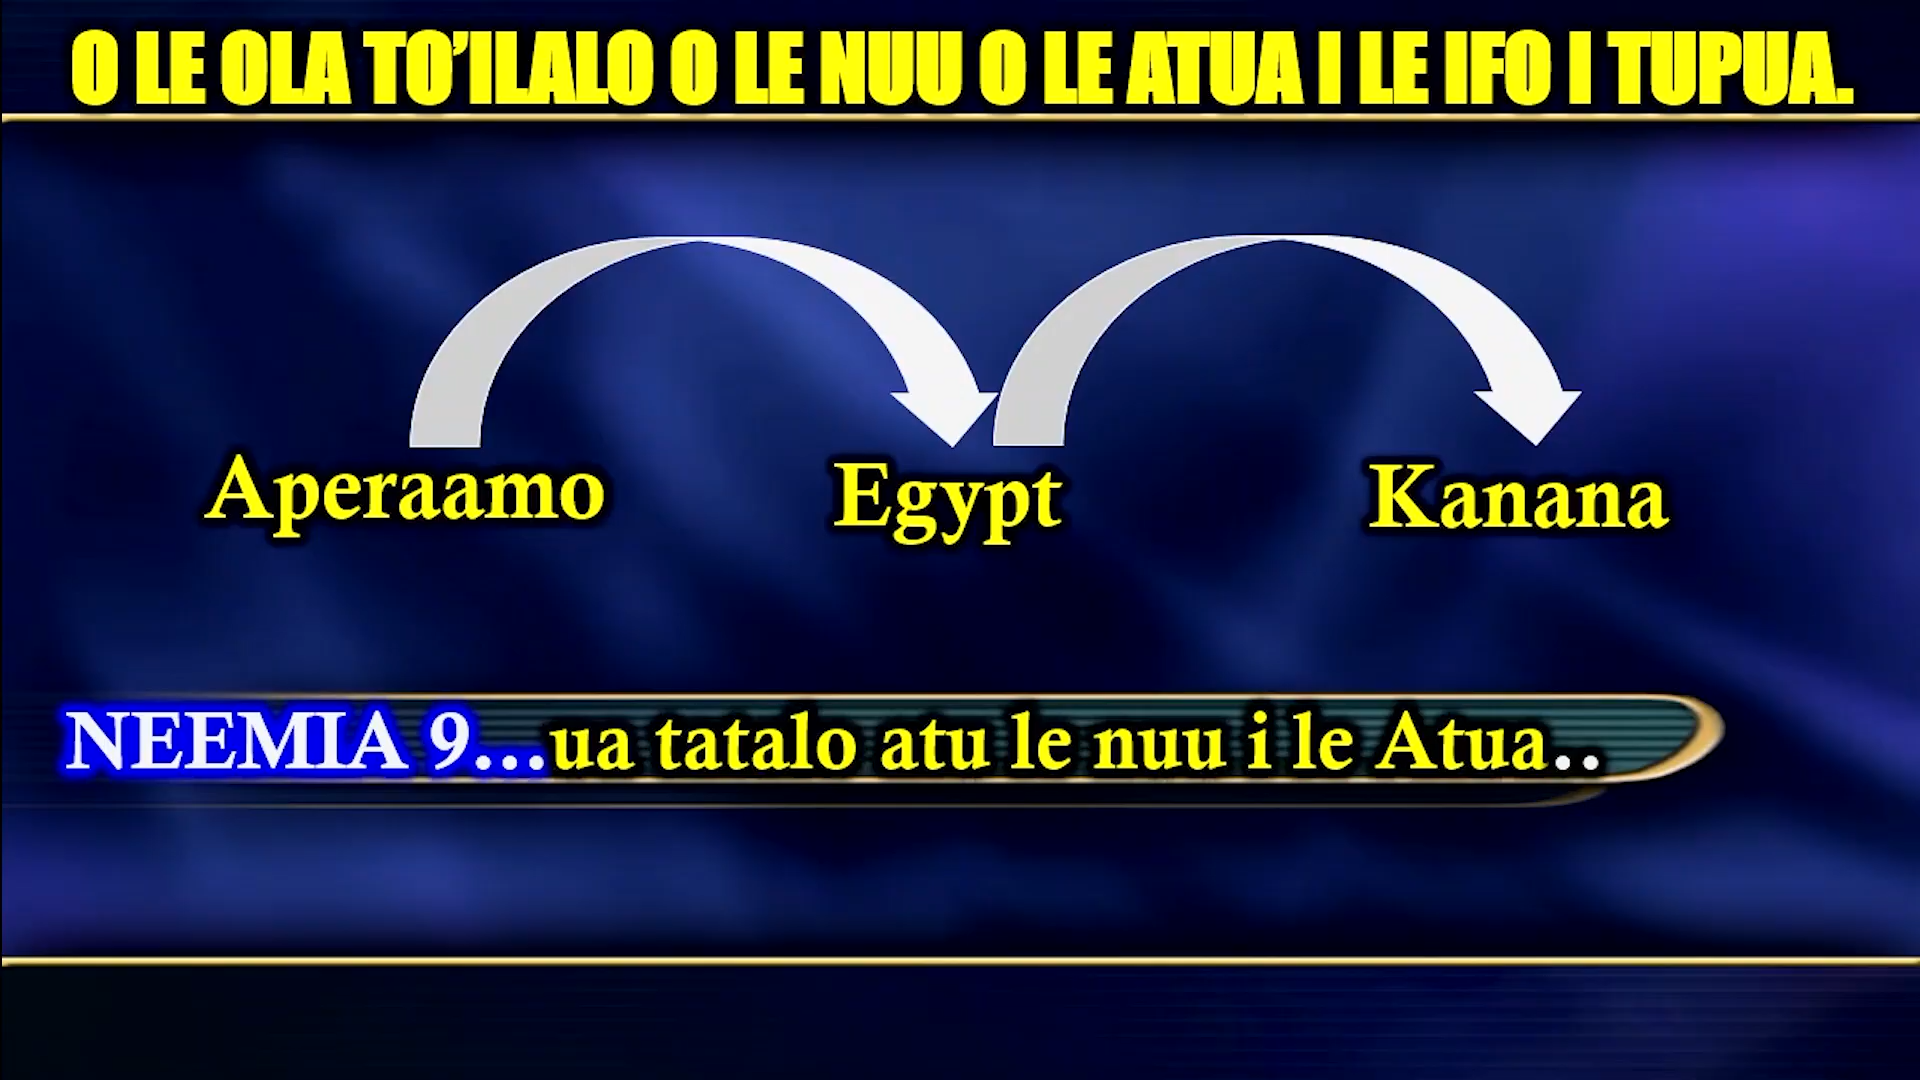 O LE OLA TO’ILALO O LE NUU O LE ATUA I LE IFO I TUPUA.
Aperaamo Egypt Kanana
NEEMIA 9...ua tatalo atu le nuu i le Atua..